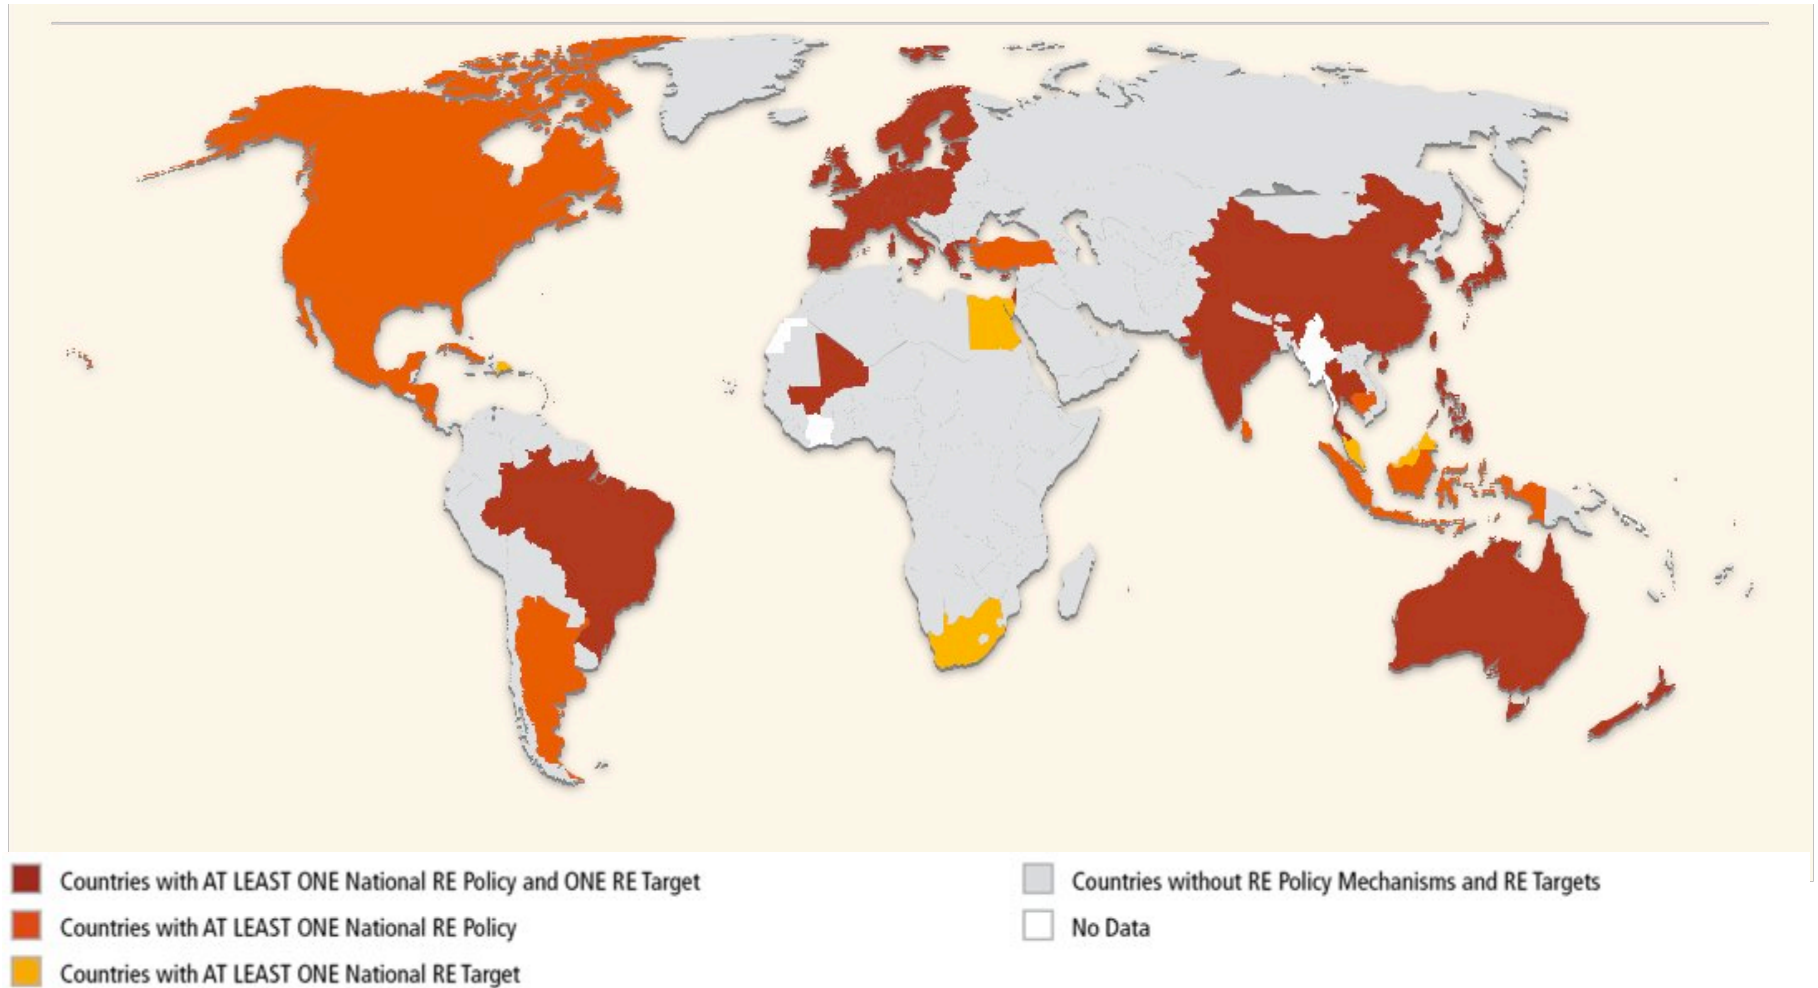 Countries with AT LEAST ONE National RE Policy and ONE RE Target
Countries with AT LEAST ONE National RE Policy
Countries with AT LEAST ONE National RE Target
Countries without RE Policy Mechanisms and RE Targets
No Data